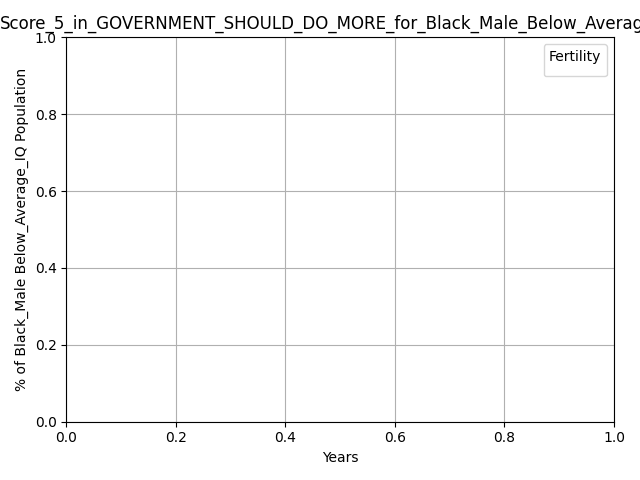 Score_5_in_GOVERNMENT_SHOULD_DO_MORE_for_Black_Male_Below_Averag
Fertility
% of Black_Male Below_Average_IQ Population
1.0
0.8
0.6
0.4
0.2
0.0
0.0 0.2 0.4 0.6 0.8 1.0
Years